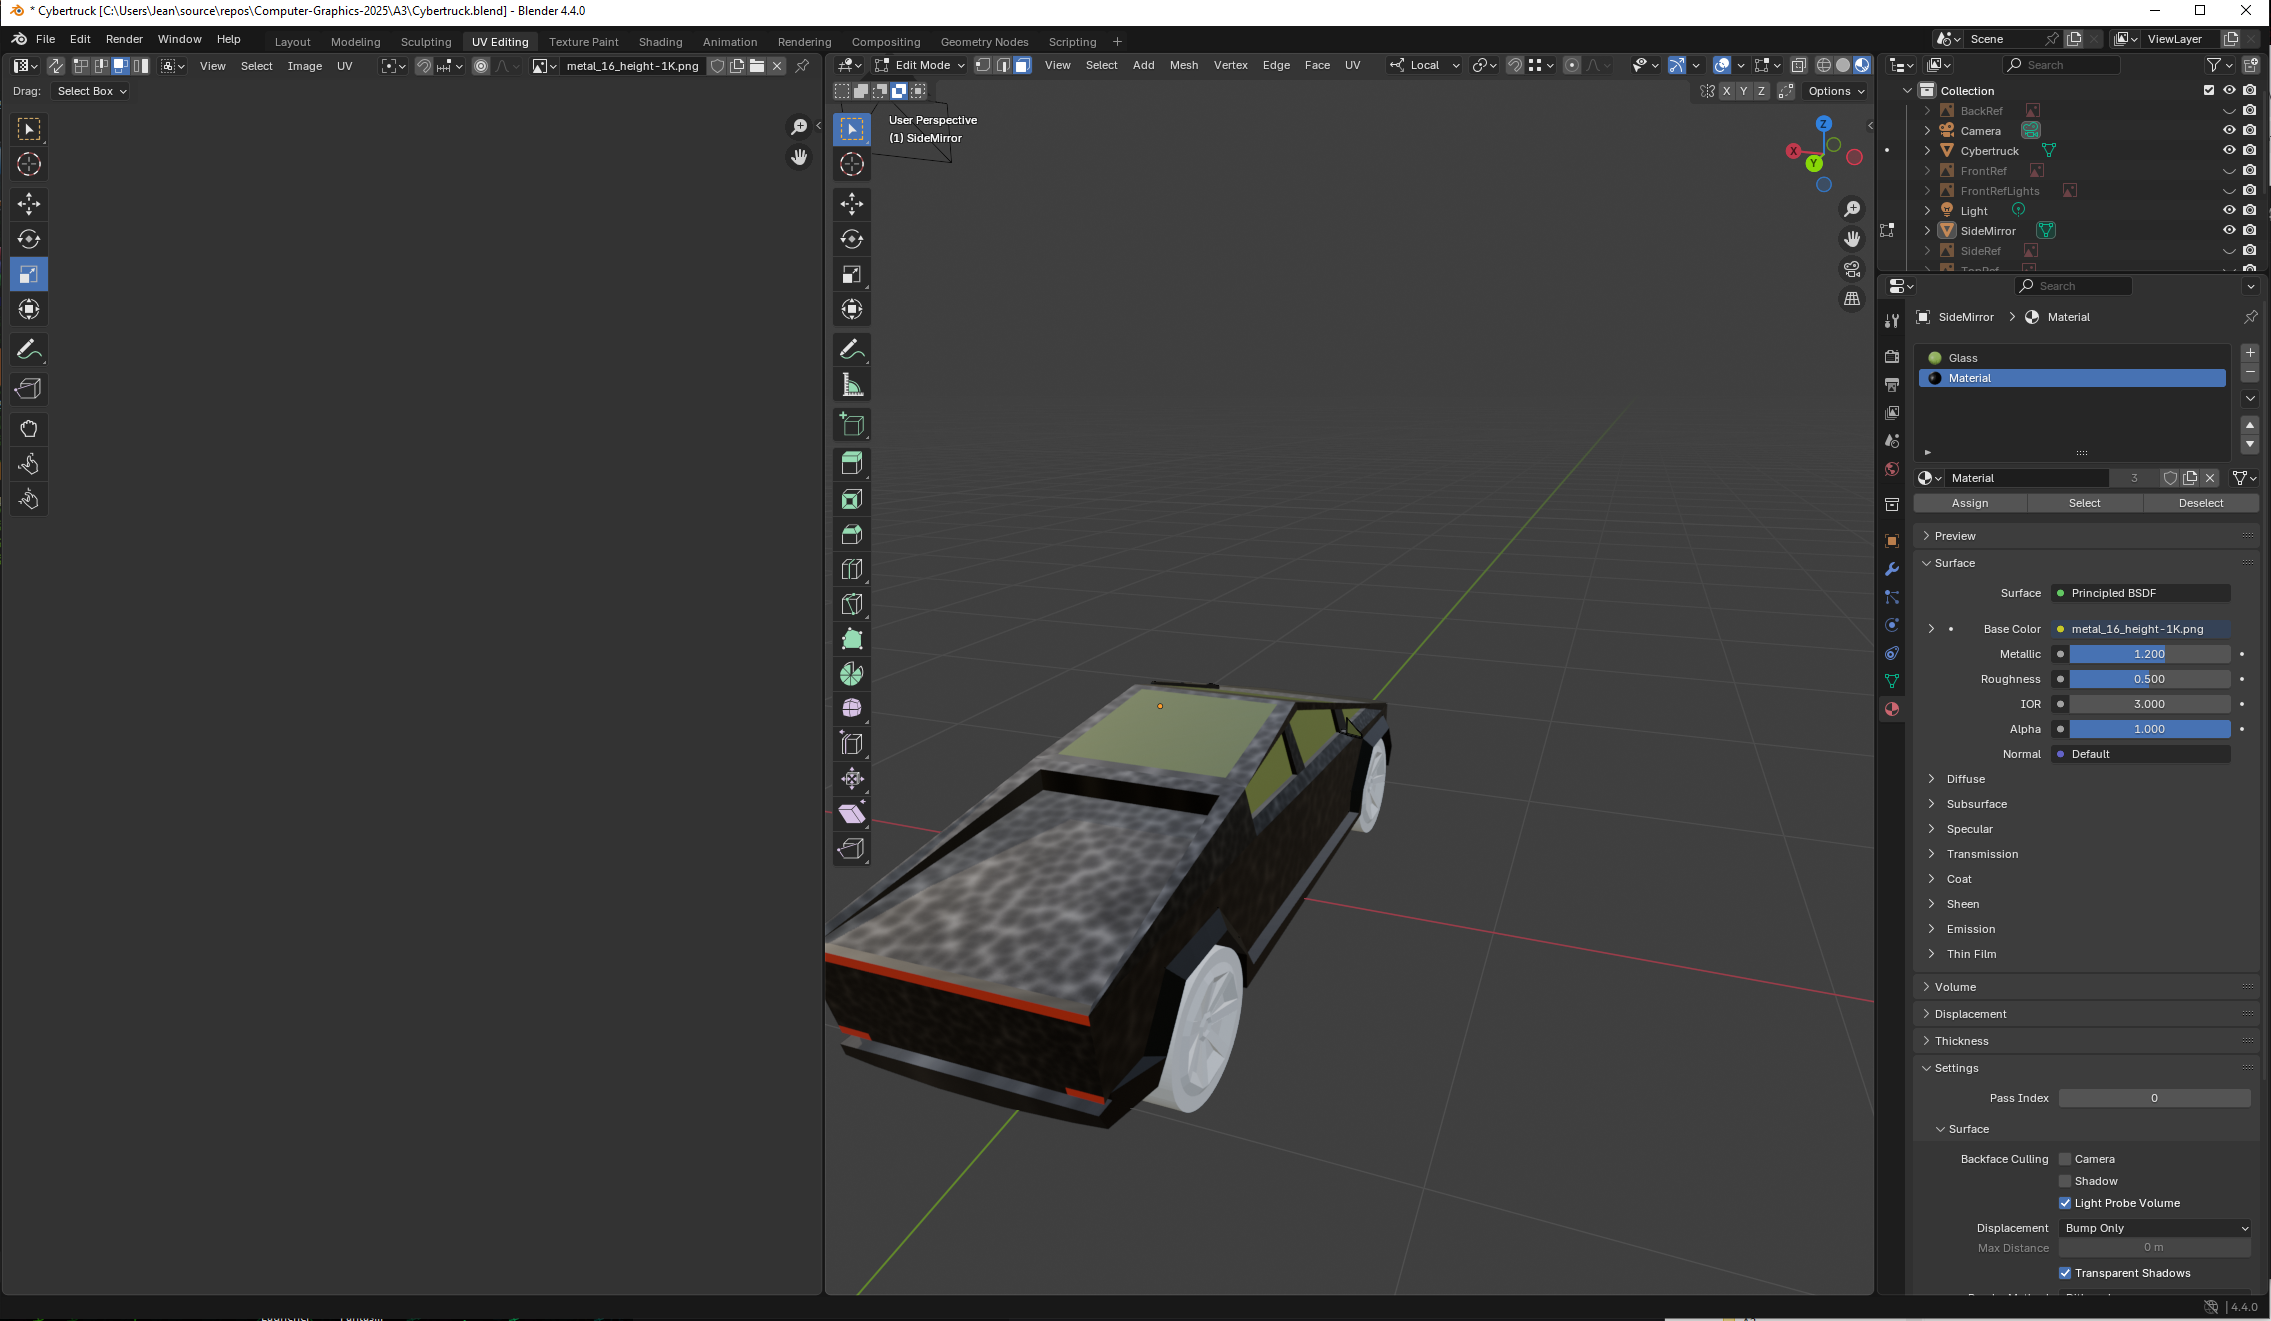 * Cybertruck [C:\Users\Jean\source\repos\Computer-Graphics-2025\A3\Cybertruck.blend] - Blender 4.4.0
File Edit Render Window Help
Layout Modeling Sculpting UV Editing Texture Paint Shading Animation Rendering Compositing Geometry Nodes Scripting +
Scene
ViewLayer
View Select Image UV
metal_16_height-1K.png
Drag: Select Box
Edit Mode
View Select Add Mesh Vertex Edge Face UV
Local
X Y Z
Options
User Perspective
(1) SideMirror
Z
X
Y
Search
Collection
BackRef
Camera
Cybertruck
FrontRef
FrontRefLights
Light
SideMirror
SideRef
TopRef
Search
SideMirror > Material
Glass
Material
Material 3
Assign Select Deselect
Preview
Surface
Surface Principled BSDF
Base Color metal_16_height-1K.png
Metallic 1.200
Roughness 0.500
IOR 3.000
Alpha 1.000
Normal Default
Diffuse
Subsurface
Specular
Transmission
Coat
Sheen
Emission
Thin Film
Volume
Displacement
Thickness
Settings
Pass Index 0
Surface
Backface Culling Camera
Shadow
Light Probe Volume
Displacement Bump Only
Max Distance 0 m
Transparent Shadows
4.4.0